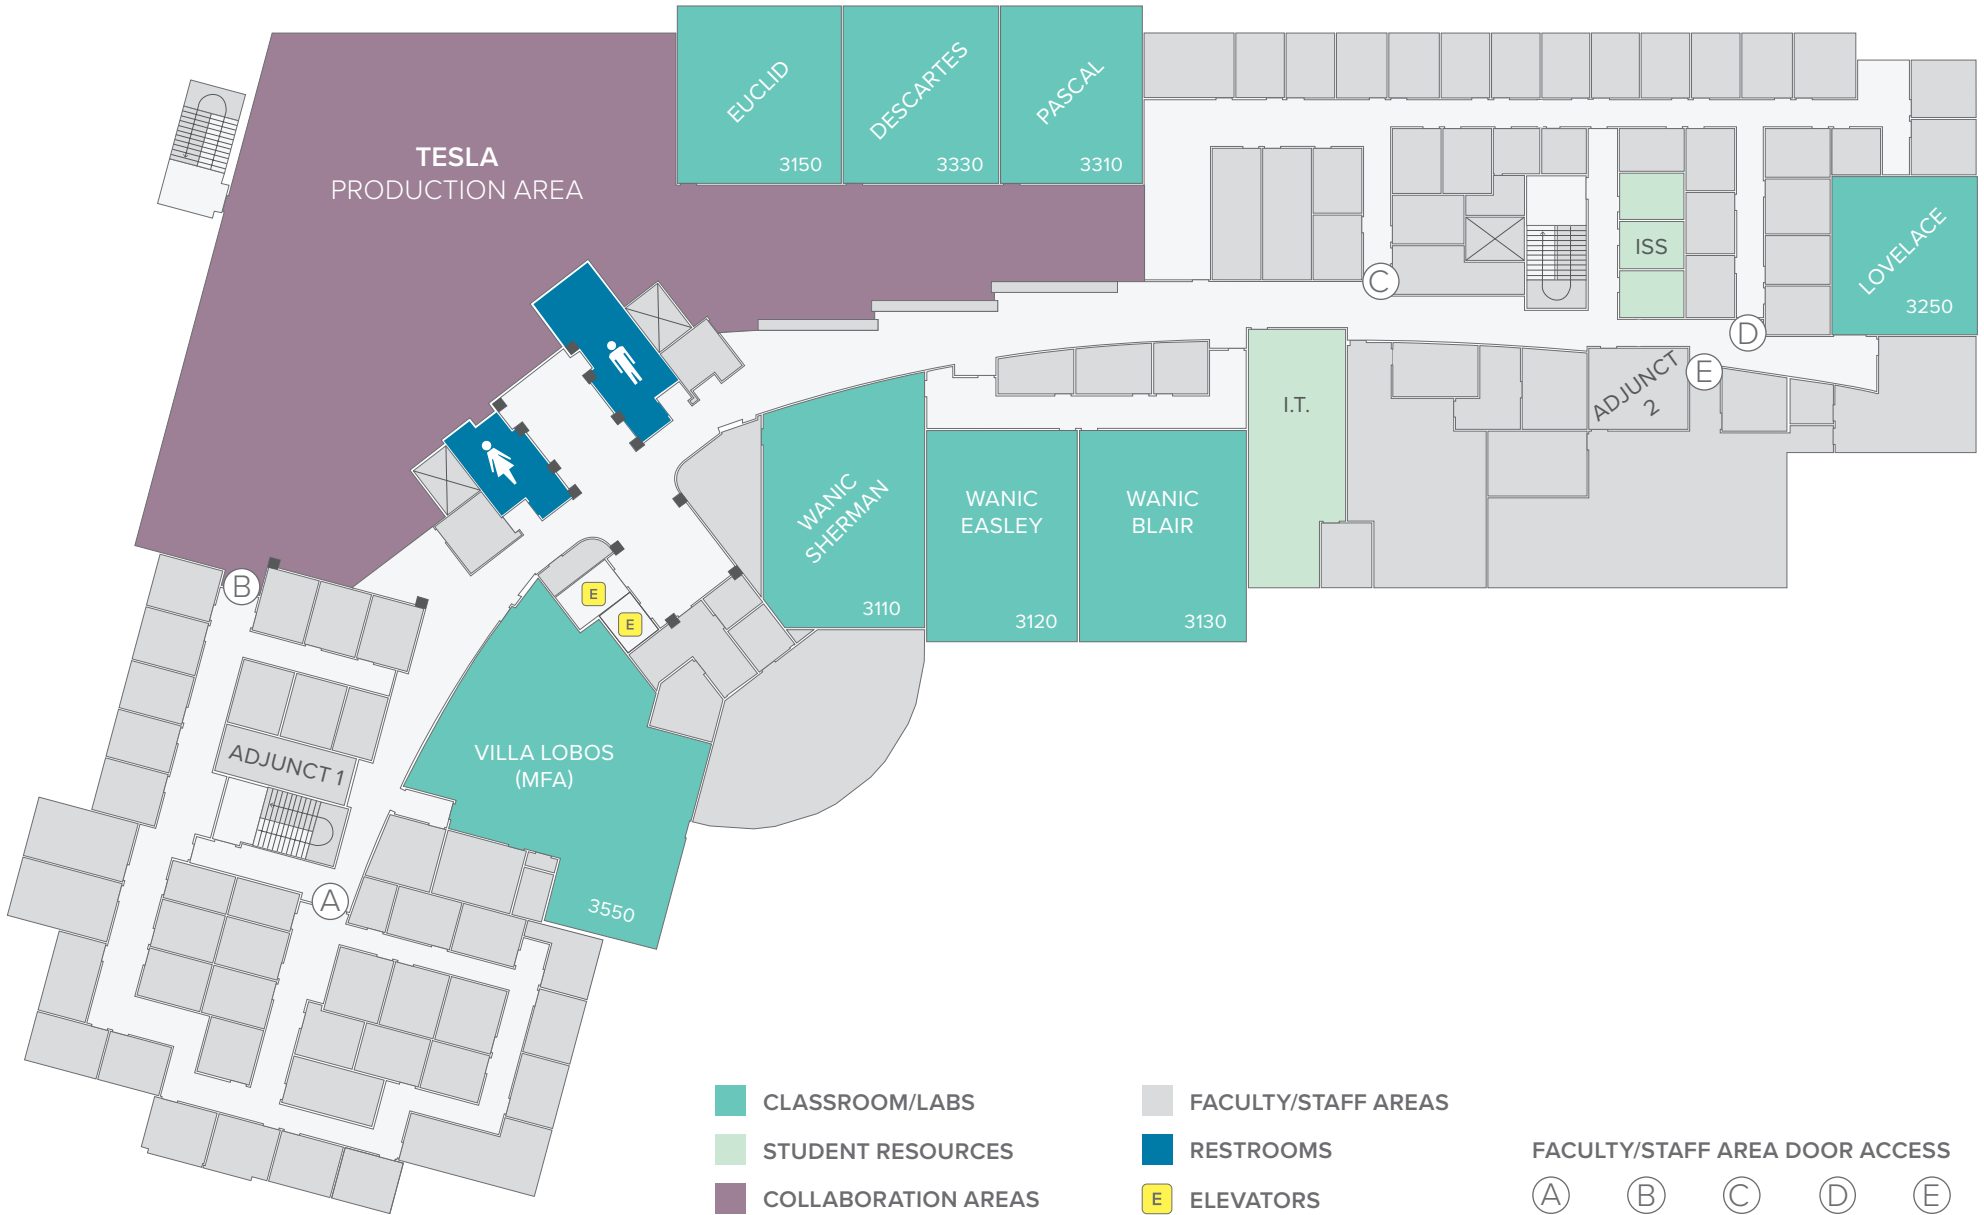 EUCLID
3150
DESCARTES
3330
PASCAL
3310
TESLA
PRODUCTION AREA
ISS
LOVELACE
3250
C
D
E
ADJUNCT
2
I.T.
WANIC
SHERMAN
3110
WANIC
EASLEY
3120
WANIC
BLAIR
3130
B
E
E
ADJUNCT 1
VILLA LOBOS
(MFA)
3550
A
CLASSROOM/LABS
STUDENT RESOURCES
COLLABORATION AREAS
FACULTY/STAFF AREAS
RESTROOMS
E ELEVATORS
FACULTY/STAFF AREA DOOR ACCESS
A B C D E